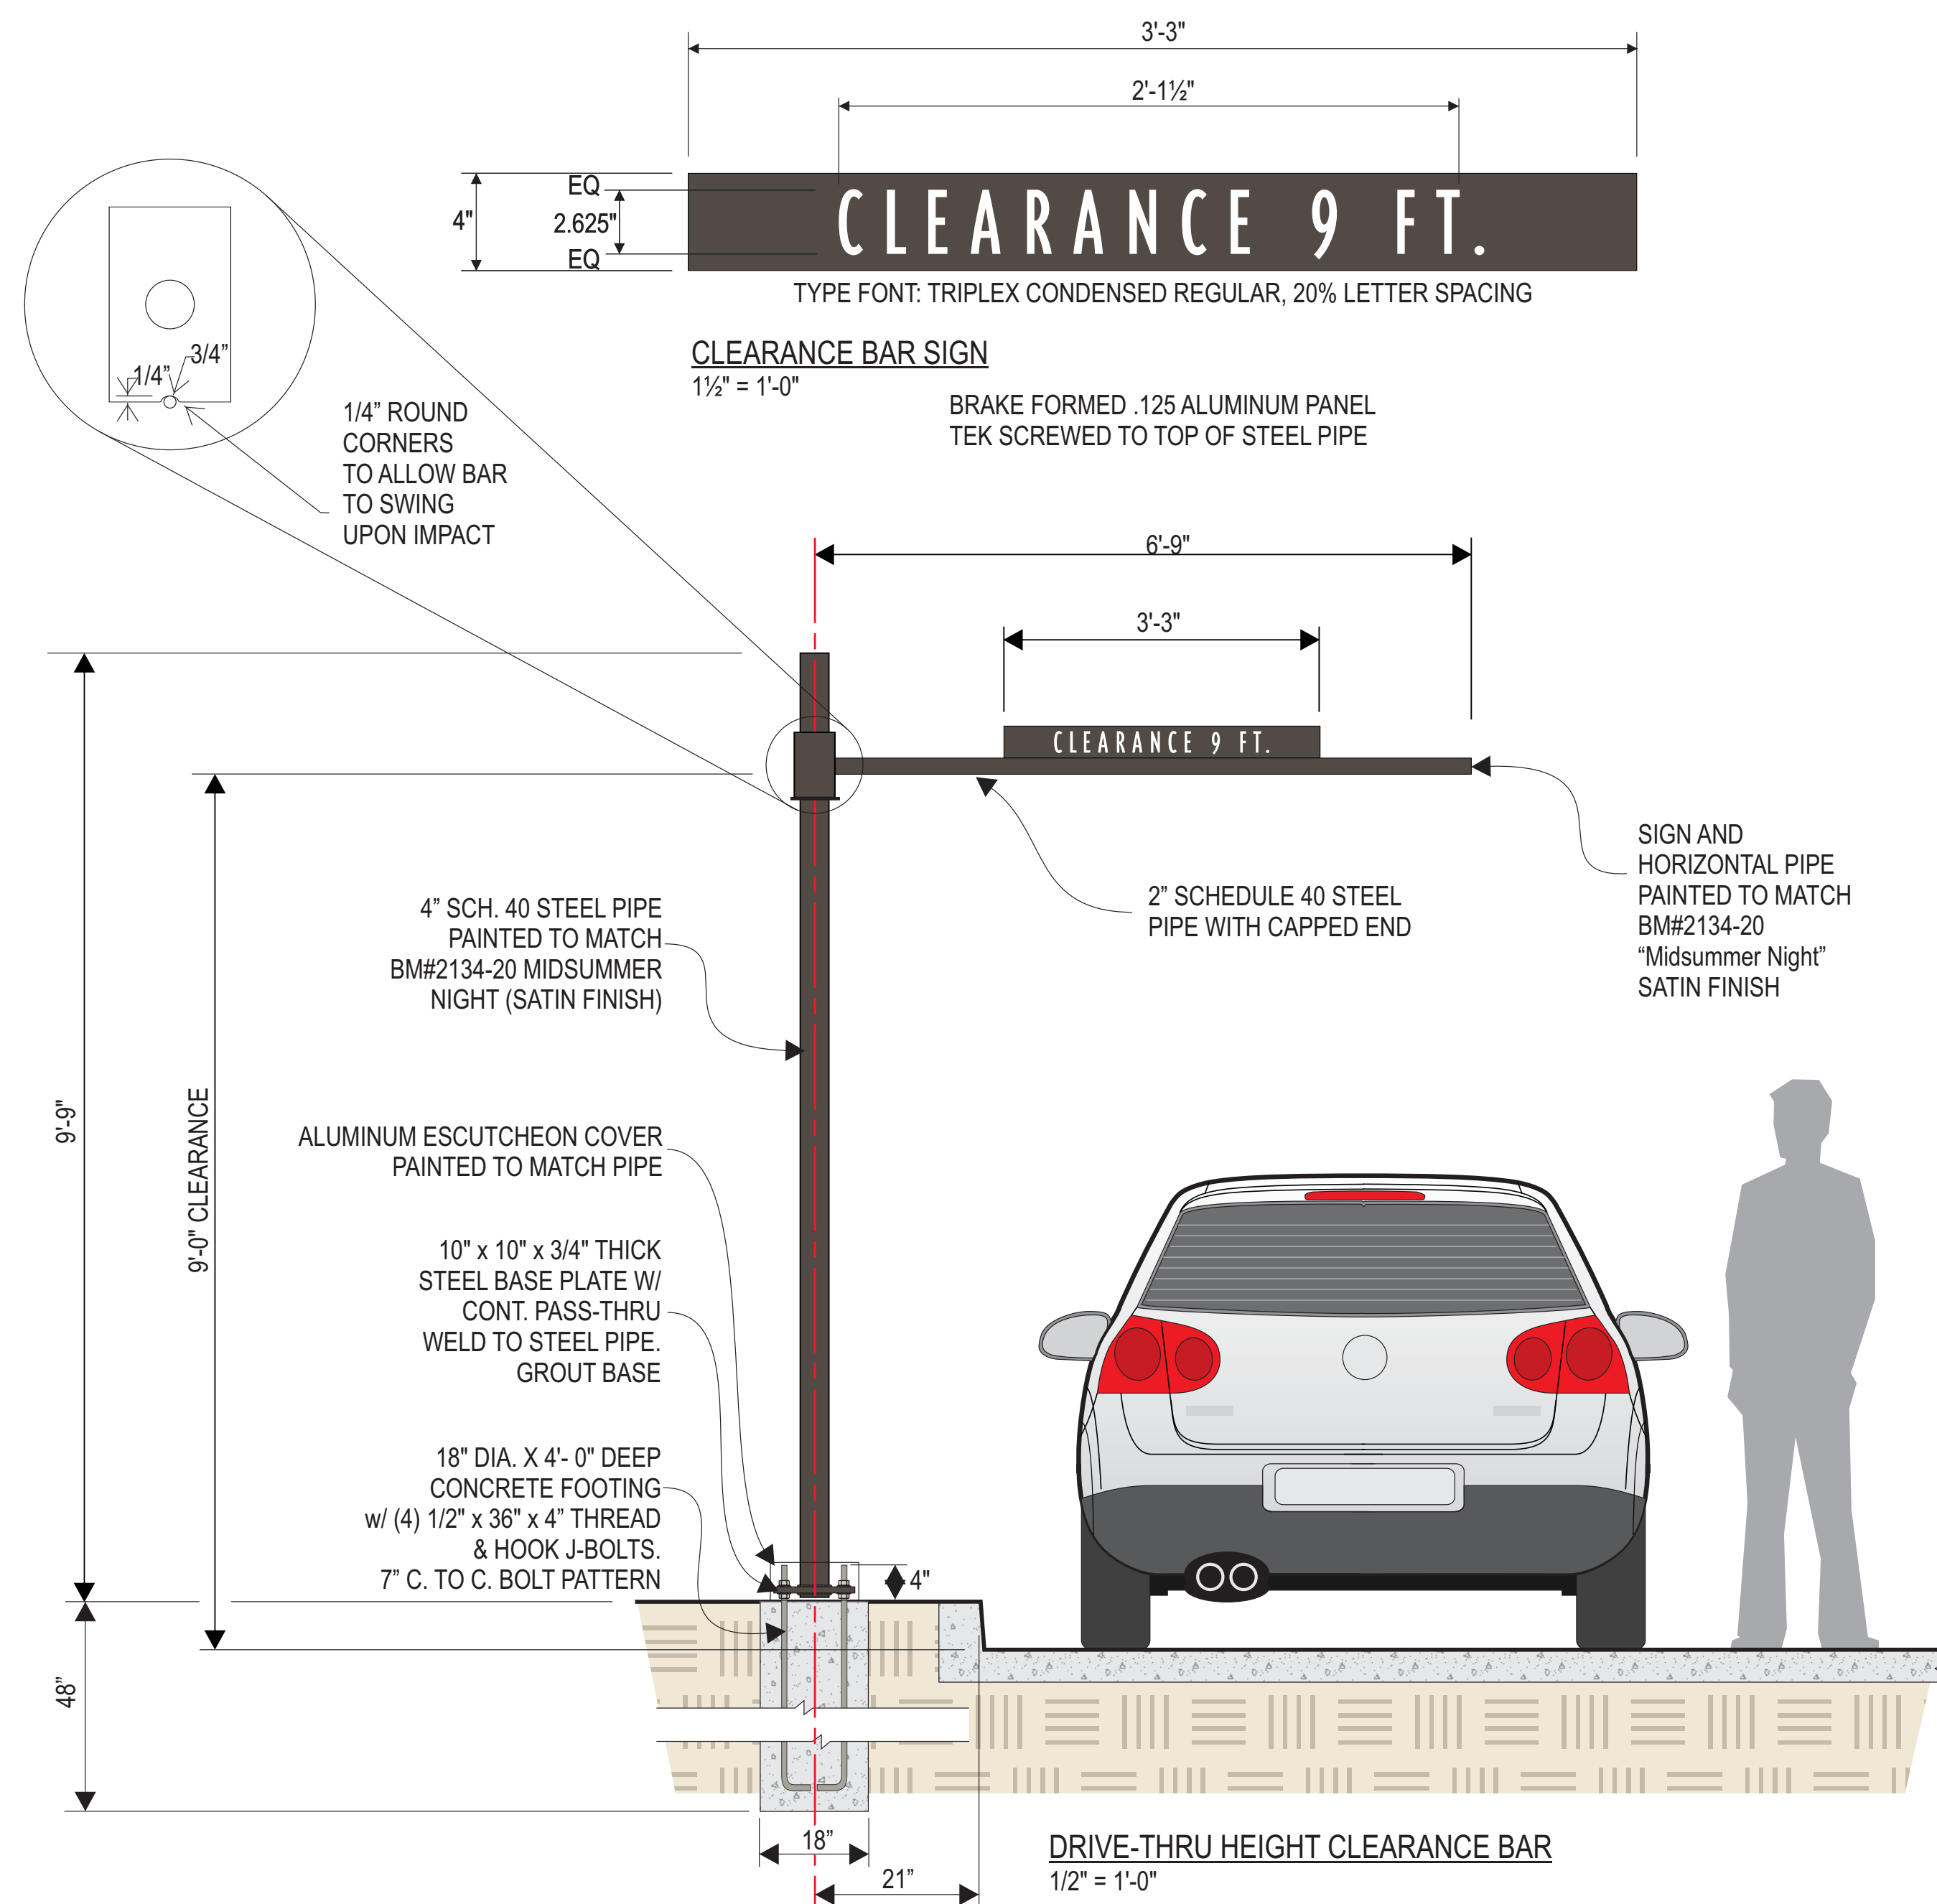 3'-3"
2'-1½"
4"
EQ
2.625"
EQ
CLEARANCE 9 FT.
TYPE FONT: TRIPLEX CONDENSED REGULAR, 20% LETTER SPACING
CLEARANCE BAR SIGN
1½" = 1'-0"
BRAKE FORMED .125 ALUMINUM PANEL
TEK SCREWED TO TOP OF STEEL PIPE
3/4”
1/4”
1/4” ROUND
CORNERS
TO ALLOW BAR
TO SWING
UPON IMPACT
6'-9"
3'-3"
CLEARANCE 9 FT.
SIGN AND
HORIZONTAL PIPE
PAINTED TO MATCH
BM#2134-20
“Midsummer Night”
SATIN FINISH
2” SCHEDULE 40 STEEL
PIPE WITH CAPPED END
4” SCH. 40 STEEL PIPE
PAINTED TO MATCH
BM#2134-20 MIDSUMMER
NIGHT (SATIN FINISH)
9'-9"
9'-0" CLEARANCE
ALUMINUM ESCUTCHEON COVER
PAINTED TO MATCH PIPE
10" x 10" x 3/4" THICK
STEEL BASE PLATE W/
CONT. PASS-THRU
WELD TO STEEL PIPE.
GROUT BASE
18" DIA. X 4'- 0" DEEP
CONCRETE FOOTING
w/ (4) 1/2" x 36" x 4” THREAD
& HOOK J-BOLTS.
7” C. TO C. BOLT PATTERN
4"
48”
18”
21”
DRIVE-THRU HEIGHT CLEARANCE BAR
1/2" = 1'-0"